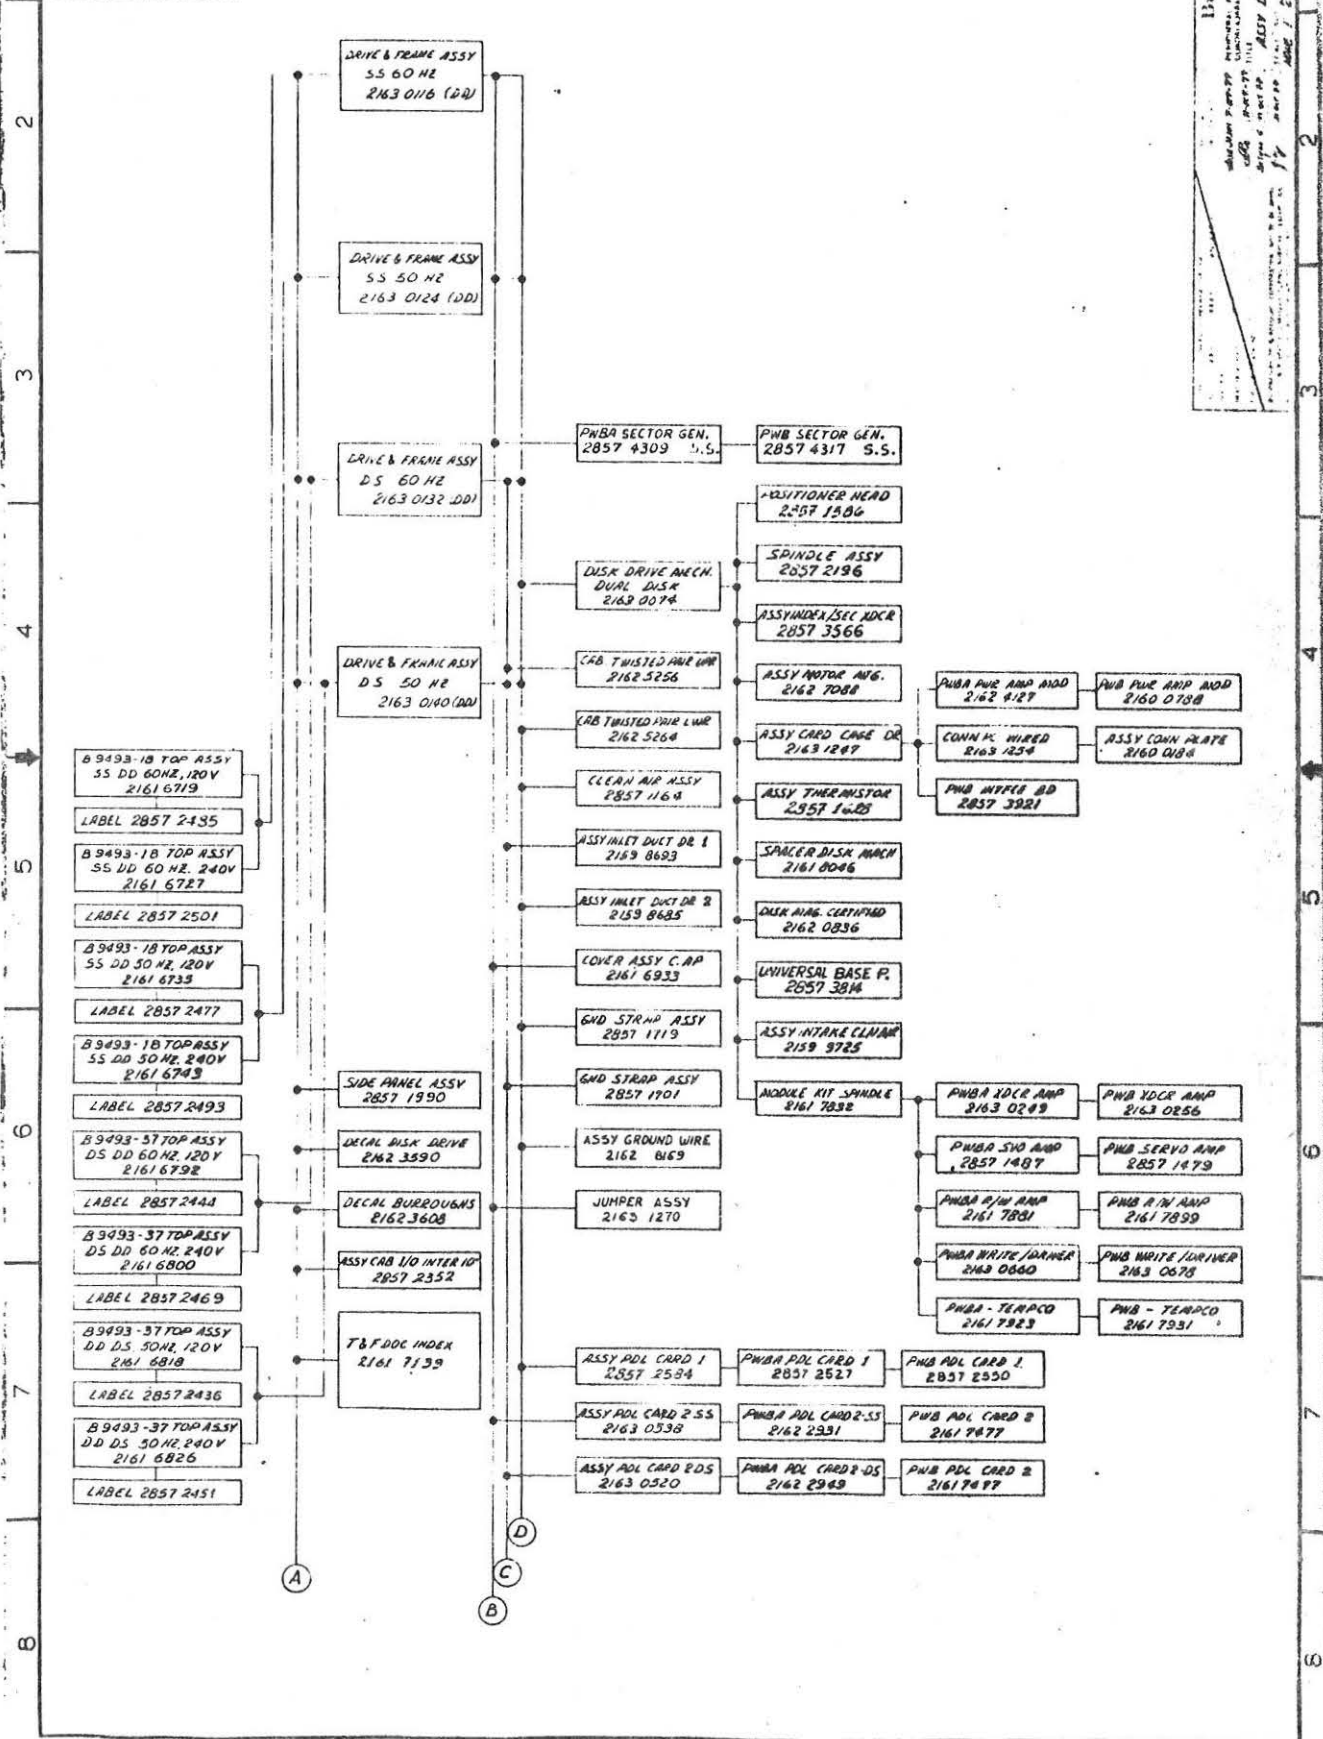 2
3
4
5
6
7
8
DRIVE & FRAME ASSY
SS 60 HZ
2163 0116 (DD)
DRIVE & FRAME ASSY
SS 50 HZ
2163 0124 (DD)
DRIVE & FRAME ASSY
DS 60 HZ
2163 0132 (DD)
DRIVE & FRAME ASSY
DS 50 HZ
2163 0140 (DD)
B 9493-18 TOP ASSY
SS DD 60HZ, 120V
2161 6719
LABEL 2857 2485
B 9493-18 TOP ASSY
SS DD 60 HZ. 240V
2161 6727
LABEL 2857 2501
B 9493-18 TOP ASSY
SS DD 50 HZ, 120V
2161 6735
LABEL 2857 2477
B 9493-18 TOP ASSY
SS DD 50 HZ. 240V
2161 6743
LABEL 2857 2493
B 9493-37 TOP ASSY
DS DD 60 HZ. 120V
2161 6792
LABEL 2857 2444
B 9493-37 TOP ASSY
DS DD 60 HZ. 240V
2161 6800
LABEL 2857 2469
B 9493-37 TOP ASSY
DD DS 50HZ, 120V
2161 6818
LABEL 2857 2436
B 9493-37 TOP ASSY
DD DS 50 HZ, 240V
2161 6826
LABEL 2857 2451
SIDE PANEL ASSY
2857 1990
DECAL DISK DRIVE
2162 3590
DECAL BURROUGHS
2162 3608
ASSY CAB I/O INTER 10'
2857 2352
T & F DOC INDEX
2161 7139
A
B
C
D
PWBA SECTOR GEN.
2857 4309 S.S.
PWB SECTOR GEN.
2857 4317 S.S.
DISK DRIVE MECH.
DUAL DISK
2163 0074
CAB TWISTED PAIR UPR
2162 5256
CAB TWISTED PAIR LWR
2162 5264
CLEAN AIR ASSY
2857 1164
ASSY INLET DUCT DR 1
2159 8693
ASSY INLET DUCT DR 2
2159 8685
COVER ASSY C. AP
2161 6933
GND STRAP ASSY
2857 1719
GND STRAP ASSY
2857 1701
ASSY GROUND WIRE
2162 8169
JUMPER ASSY
2163 1270
POSITIONER HEAD
2857 1586
SPINDLE ASSY
2857 2196
ASSY INDEX/SEC XDCR
2857 3566
ASSY MOTOR MTG.
2162 7088
ASSY CARD CAGE DR
2163 1247
ASSY THERMISTOR
2857
SPACER DISK MACH
2161 8046
DISK MAG. CERTIFIED
2162 0836
UNIVERSAL BASE P.
2857 3814
ASSY INTAKE CLNAIR
2159 9725
MODULE KIT SPINDLE
2161 7832
PWBA PWR AMP MOD
2162 4127
PWB PWR AMP MOD
2160 0788
CONN PC WIRED
2163 1254
ASSY CONN PLATE
2160 0184
PWB INTFCE BD
2857 3921
PWBA XDCR AMP
2163 0249
PWB XDCR AMP
2163 0256
PWBA SVO AMP
2857 1487
PWB SERVO AMP
2857 1479
PWBA R/W AMP
2161 7881
PWB R/W AMP
2161 7899
PWBA WRITE/DRIVER
2163 0660
PWB WRITE/DRIVER
2163 0678
PWBA - TEMPCO
2161 7923
PWB - TEMPCO
2161 7931
ASSY PDL CARD 1
2857 2584
PWBA PDL CARD 1
2857 2527
PWB PDL CARD 1
2857 2550
ASSY PDL CARD 2 SS
2163 0538
PWBA PDL CARD 2-SS
2162 2931
PWB PDL CARD 2
2161 7477
ASSY PDL CARD 2 DS
2163 0520
PWBA PDL CARD 2-DS
2162 2949
PWB PDL CARD 2
2161 7477
ASSY
2
3
4
5
6
7
8